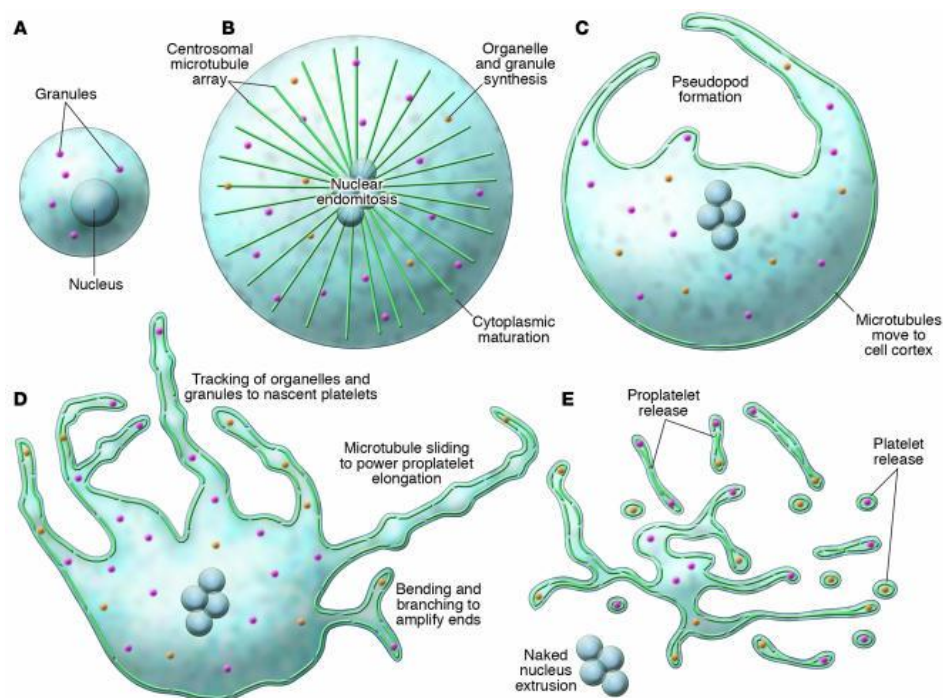 A
Granules
Nucleus
B
Centrosomal
microtubule
array
Organelle
and granule
synthesis
Nuclear
endomitosis
Cytoplasmic
maturation
C
Pseudopod
formation
Microtubules
move to
cell cortex
D
Tracking of organelles and
granules to nascent platelets
Microtubule sliding
to power proplatelet
elongation
Bending and
branching to
amplify ends
E
Proplatelet
release
Platelet
release
Naked
nucleus
extrusion